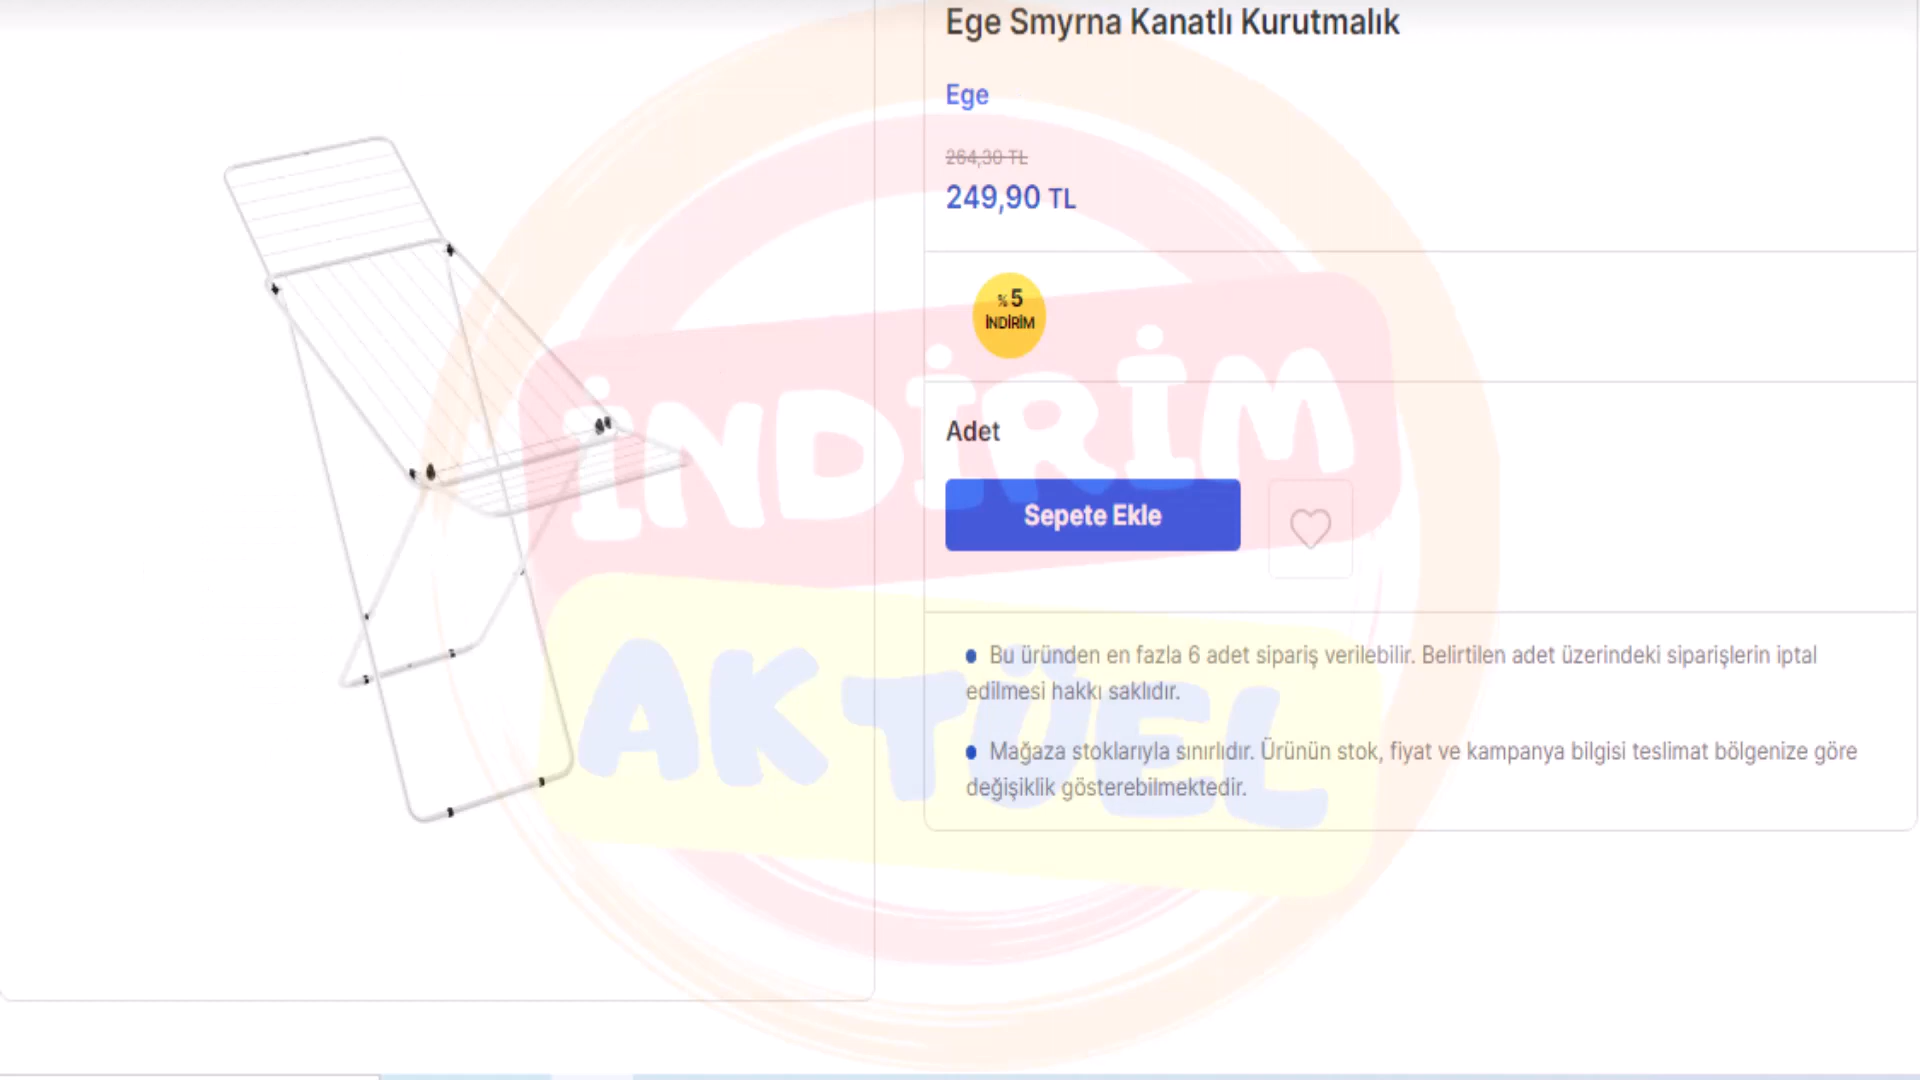 Ege Smyrna Kanatlı Kurutmalık
Ege
264,30 TL
249,90 TL
% 5
İNDİRİM
Adet
Sepete Ekle
Bu üründen en fazla 6 adet sipariş verilebilir. Belirtilen adet üzerindeki siparişlerin iptal
edilmesi hakkı saklıdır.
Mağaza stoklarıyla sınırlıdır. Ürünün stok, fiyat ve kampanya bilgisi teslimat bölgenize göre
değişiklik gösterebilmektedir.
İNDİRİM
AKTÜEL